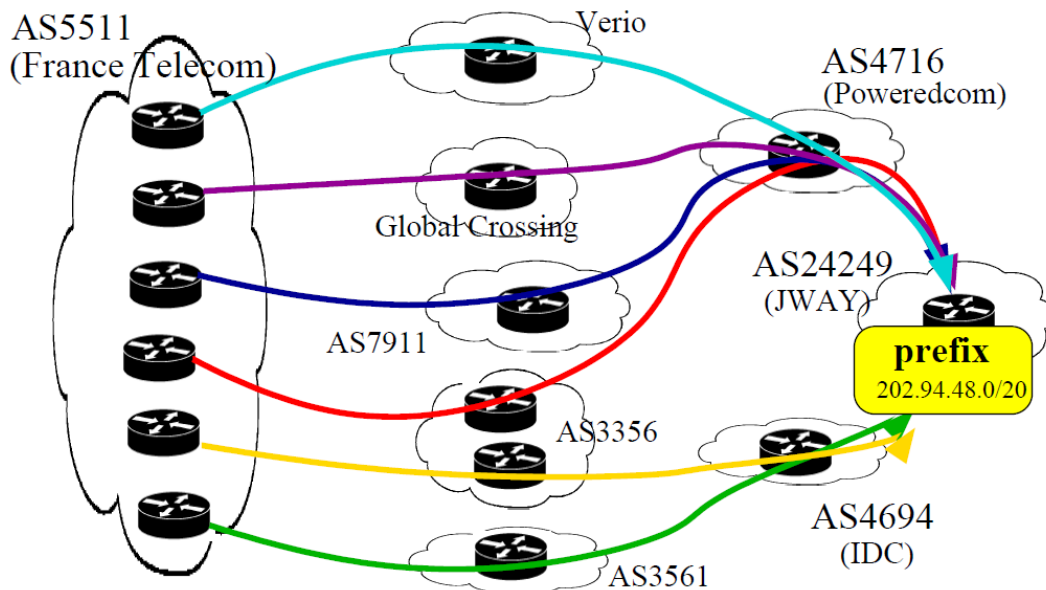 AS5511
(France Telecom)
Verio
AS4716
(Poweredcom)
Global Crossing
AS24249
(JWAY)
AS7911
prefix
202.94.48.0/20
AS3356
AS4694
(IDC)
AS3561